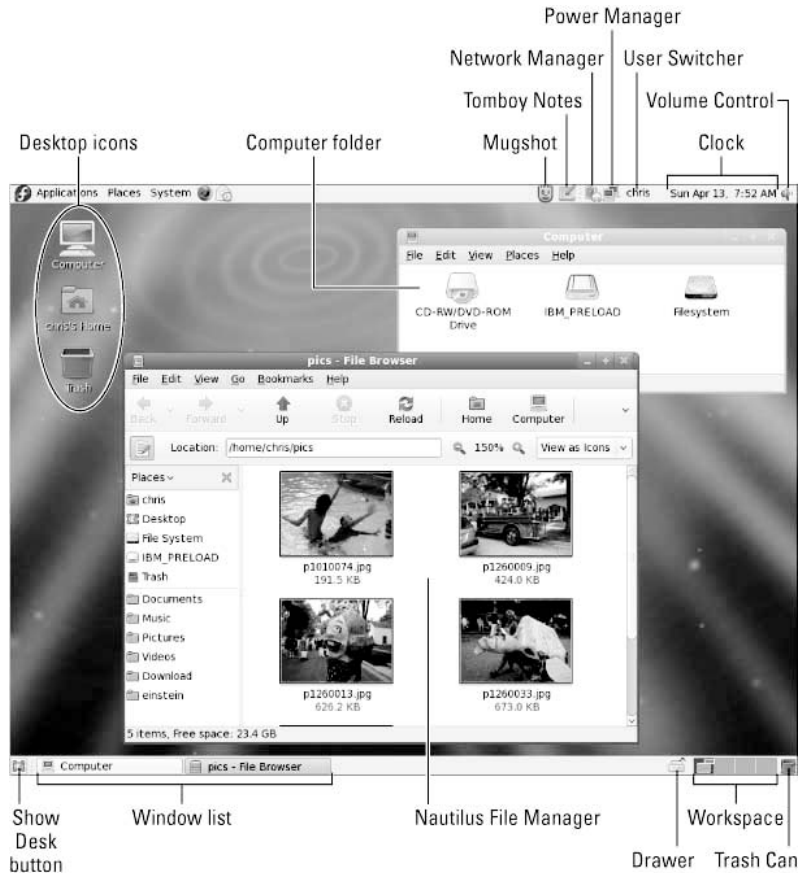 Power Manager
Network Manager
User Switcher
Tomboy Notes
Volume Control
Desktop icons
Computer folder
Mugshot
Clock
Applications Places System
chris
Sun Apr 13, 7:52 AM
Computer
chris's Home
Trash
Computer
File Edit View Places Help
CD-RW/DVD-ROM
Drive
IBM_PRELOAD
Filesystem
pics - File Browser
File Edit View Go Bookmarks Help
Back
Forward
Up
Stop
Reload
Home
Computer
Location: /home/chris/pics
150%
View as Icons
Places
chris
Desktop
File System
IBM_PRELOAD
Trash
Documents
Music
Pictures
Videos
Download
einstein
p1010074.jpg
191.5 KB
p1260009.jpg
424.0 KB
p1260013.jpg
626.2 KB
p1260033.jpg
673.0 KB
5 items, Free space: 23.4 GB
Computer
pics - File Browser
Show
Desk
button
Window list
Nautilus File Manager
Workspace
Drawer
Trash Can